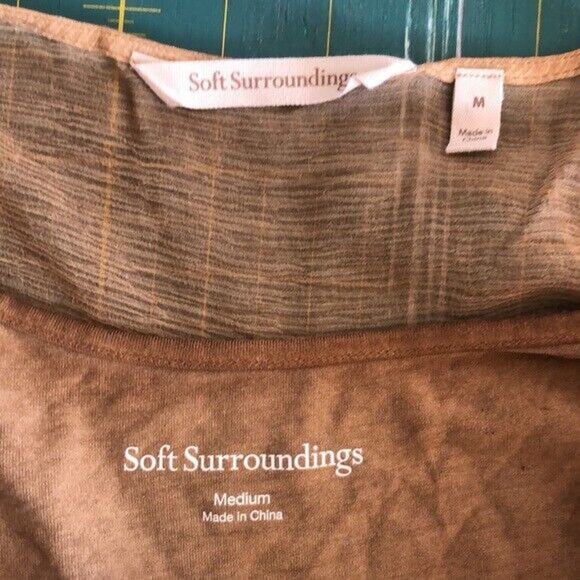 Soft Surroundings
M
Made in
China
Soft Surroundings
Medium
Made in China